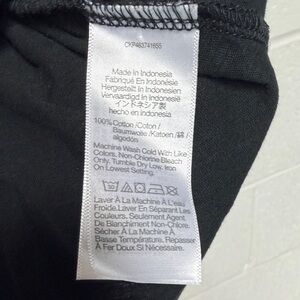 CKP483741655
Made In Indonesia
Fabriqué En Indonésie
Hergestellt In Indonesien
Vervaardigd In Indonesië
インドネシア製
hecho en indonesia
100%Cotton /Coton /
Baumwolle /Katoen /綿 /
algodón
Machine Wash Cold With Like
Colors. Non-Chlorine Bleach
Only. Tumble Dry Low. Iron
On Lowest Setting.
Laver À La Machine À L'eau
Froide.Laver En Séparant Les
Couleurs. Seulement Agent
De Blanchiment Non-Chloré.
Sécher À La Machine À
Basse Température. Repasser
À Fer Doux Si Nécessaire.